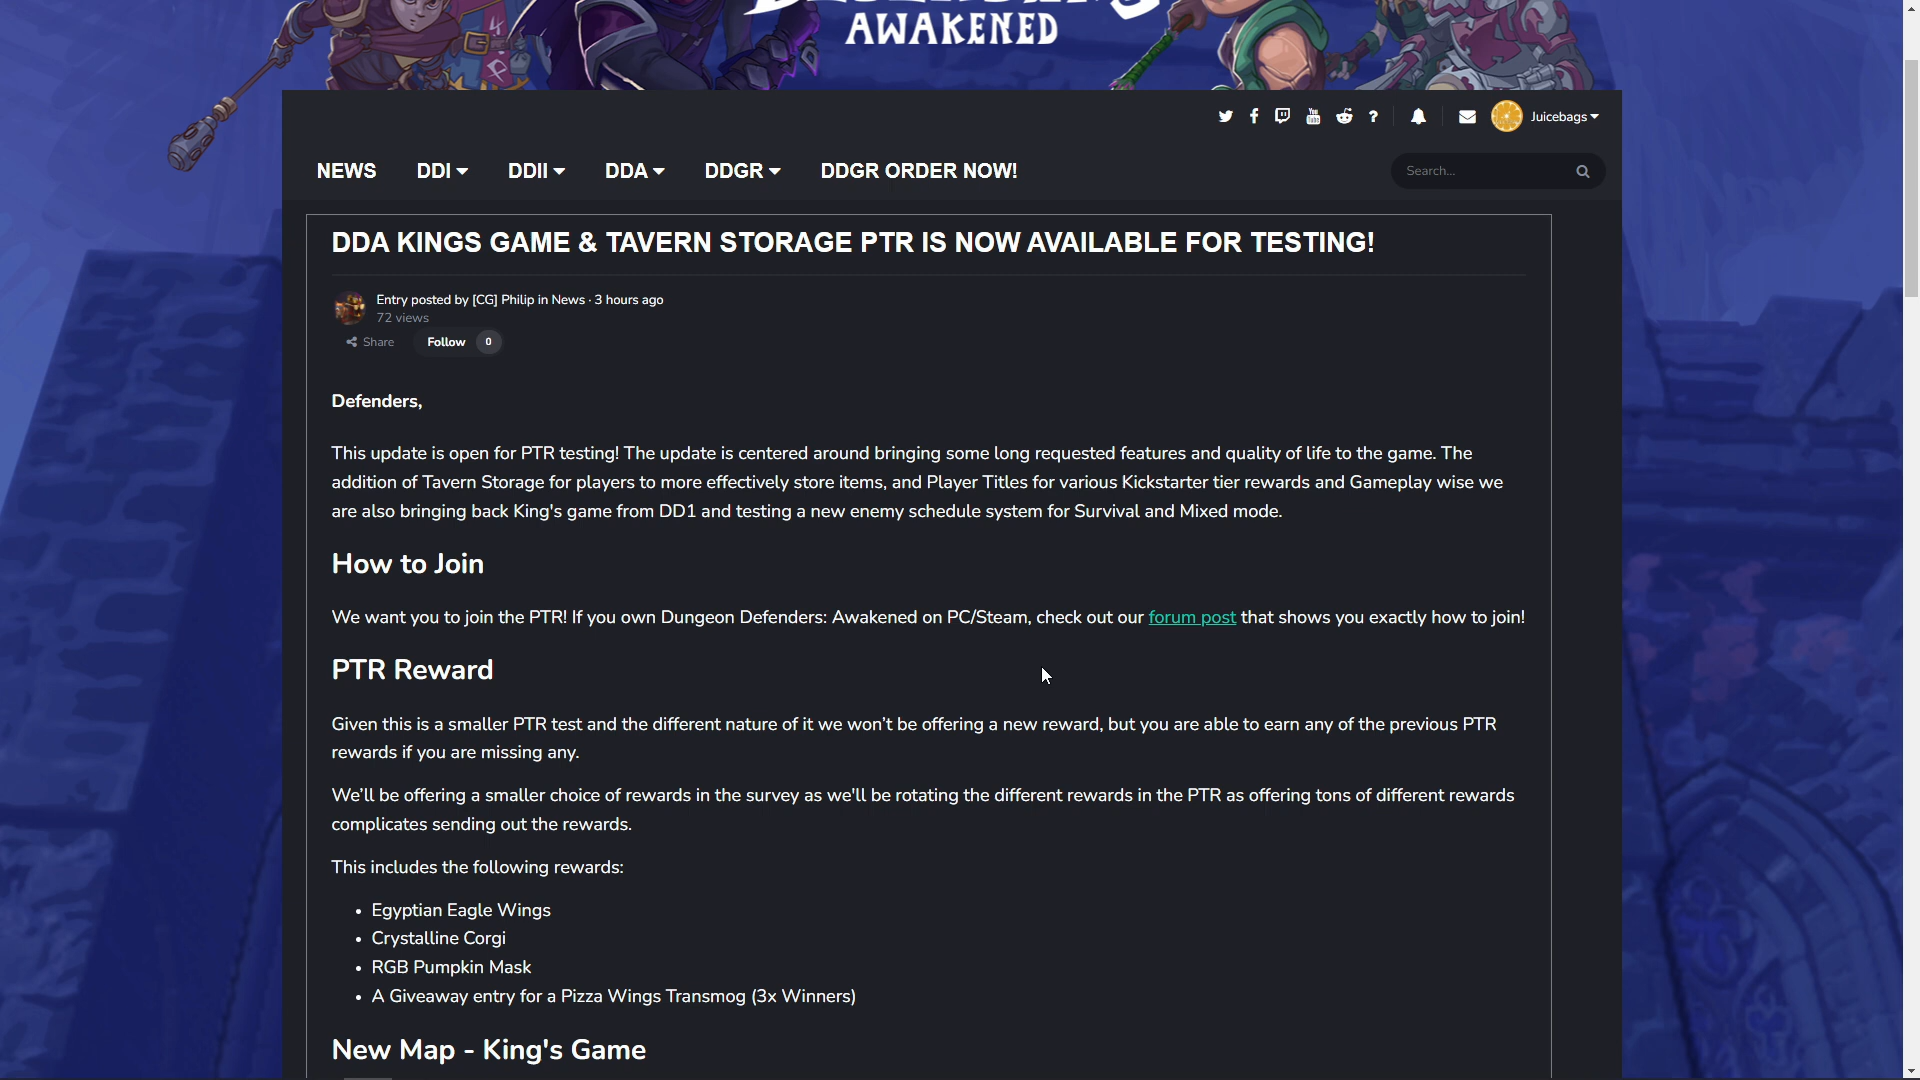 AWAKENED
Juicebags
NEWS
DDI
DDII
DDA
DDGR
DDGR ORDER NOW!
Search...
DDA KINGS GAME & TAVERN STORAGE PTR IS NOW AVAILABLE FOR TESTING!
Entry posted by [CG] Philip in News · 3 hours ago
72 views
Share
Follow 0
Defenders,
This update is open for PTR testing! The update is centered around bringing some long requested features and quality of life to the game. The
addition of Tavern Storage for players to more effectively store items, and Player Titles for various Kickstarter tier rewards and Gameplay wise we
are also bringing back King's game from DD1 and testing a new enemy schedule system for Survival and Mixed mode.
How to Join
We want you to join the PTR! If you own Dungeon Defenders: Awakened on PC/Steam, check out our forum post that shows you exactly how to join!
PTR Reward
Given this is a smaller PTR test and the different nature of it we won’t be offering a new reward, but you are able to earn any of the previous PTR
rewards if you are missing any.
We’ll be offering a smaller choice of rewards in the survey as we'll be rotating the different rewards in the PTR as offering tons of different rewards
complicates sending out the rewards.
This includes the following rewards:
• Egyptian Eagle Wings
• Crystalline Corgi
• RGB Pumpkin Mask
• A Giveaway entry for a Pizza Wings Transmog (3x Winners)
New Map - King's Game